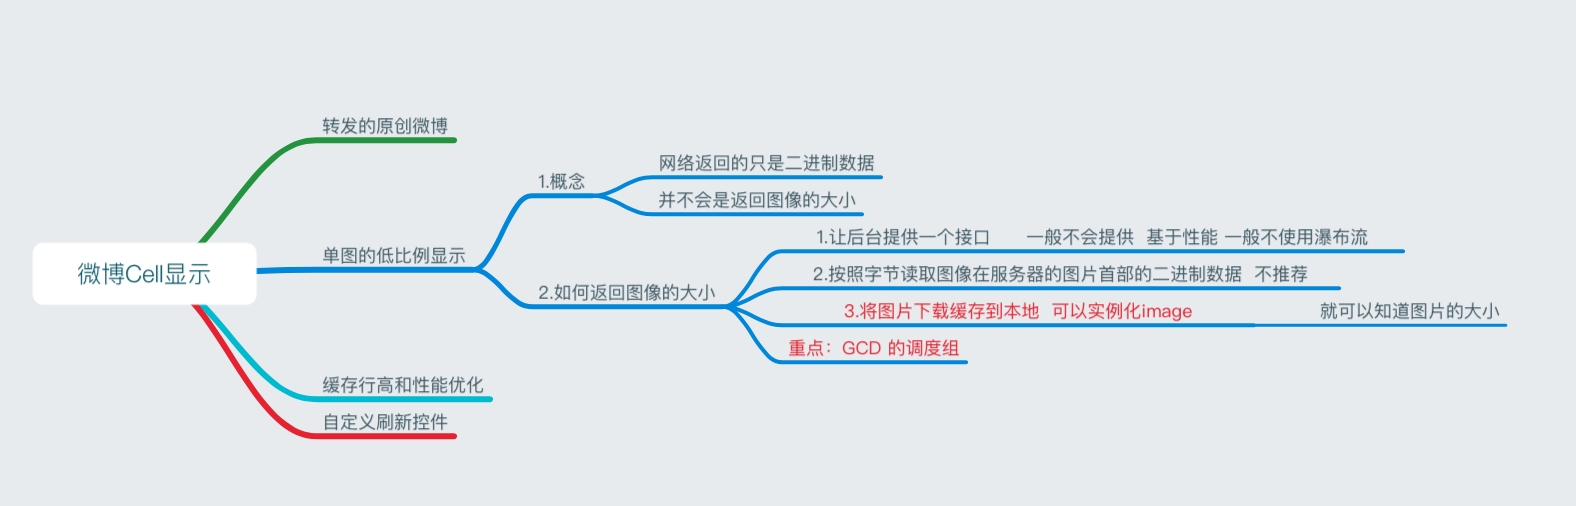 转发的原创微博
网络返回的只是二进制数据
1.概念
并不会是返回图像的大小
1.让后台提供一个接口 一般不会提供 基于性能 一般不使用瀑布流
单图的低比例显示
微博Cell显示
2.按照字节读取图像在服务器的图片首部的二进制数据 不推荐
2.如何返回图像的大小
3.将图片下载缓存到本地 可以实例化image 就可以知道图片的大小
重点：GCD 的调度组
缓存行高和性能优化
自定义刷新控件